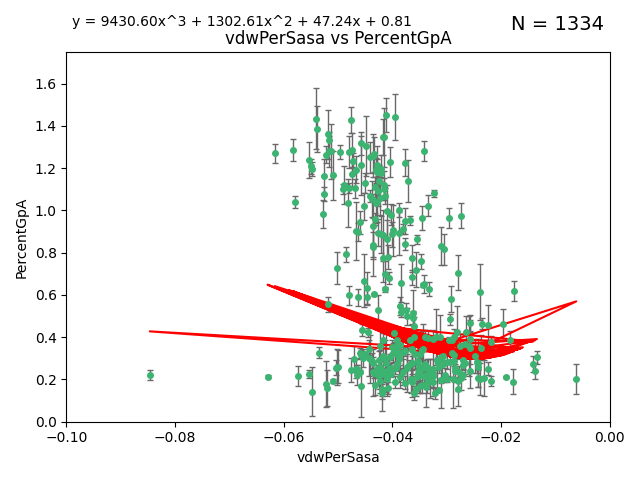 y = 9430.60x^3 + 1302.61x^2 + 47.24x + 0.81
N = 1334
vdwPerSasa vs PercentGpA
PercentGpA
1.6
1.4
1.2
1.0
0.8
0.6
0.4
0.2
0.0
−0.10 −0.08 −0.06 −0.04 −0.02 0.00
vdwPerSasa